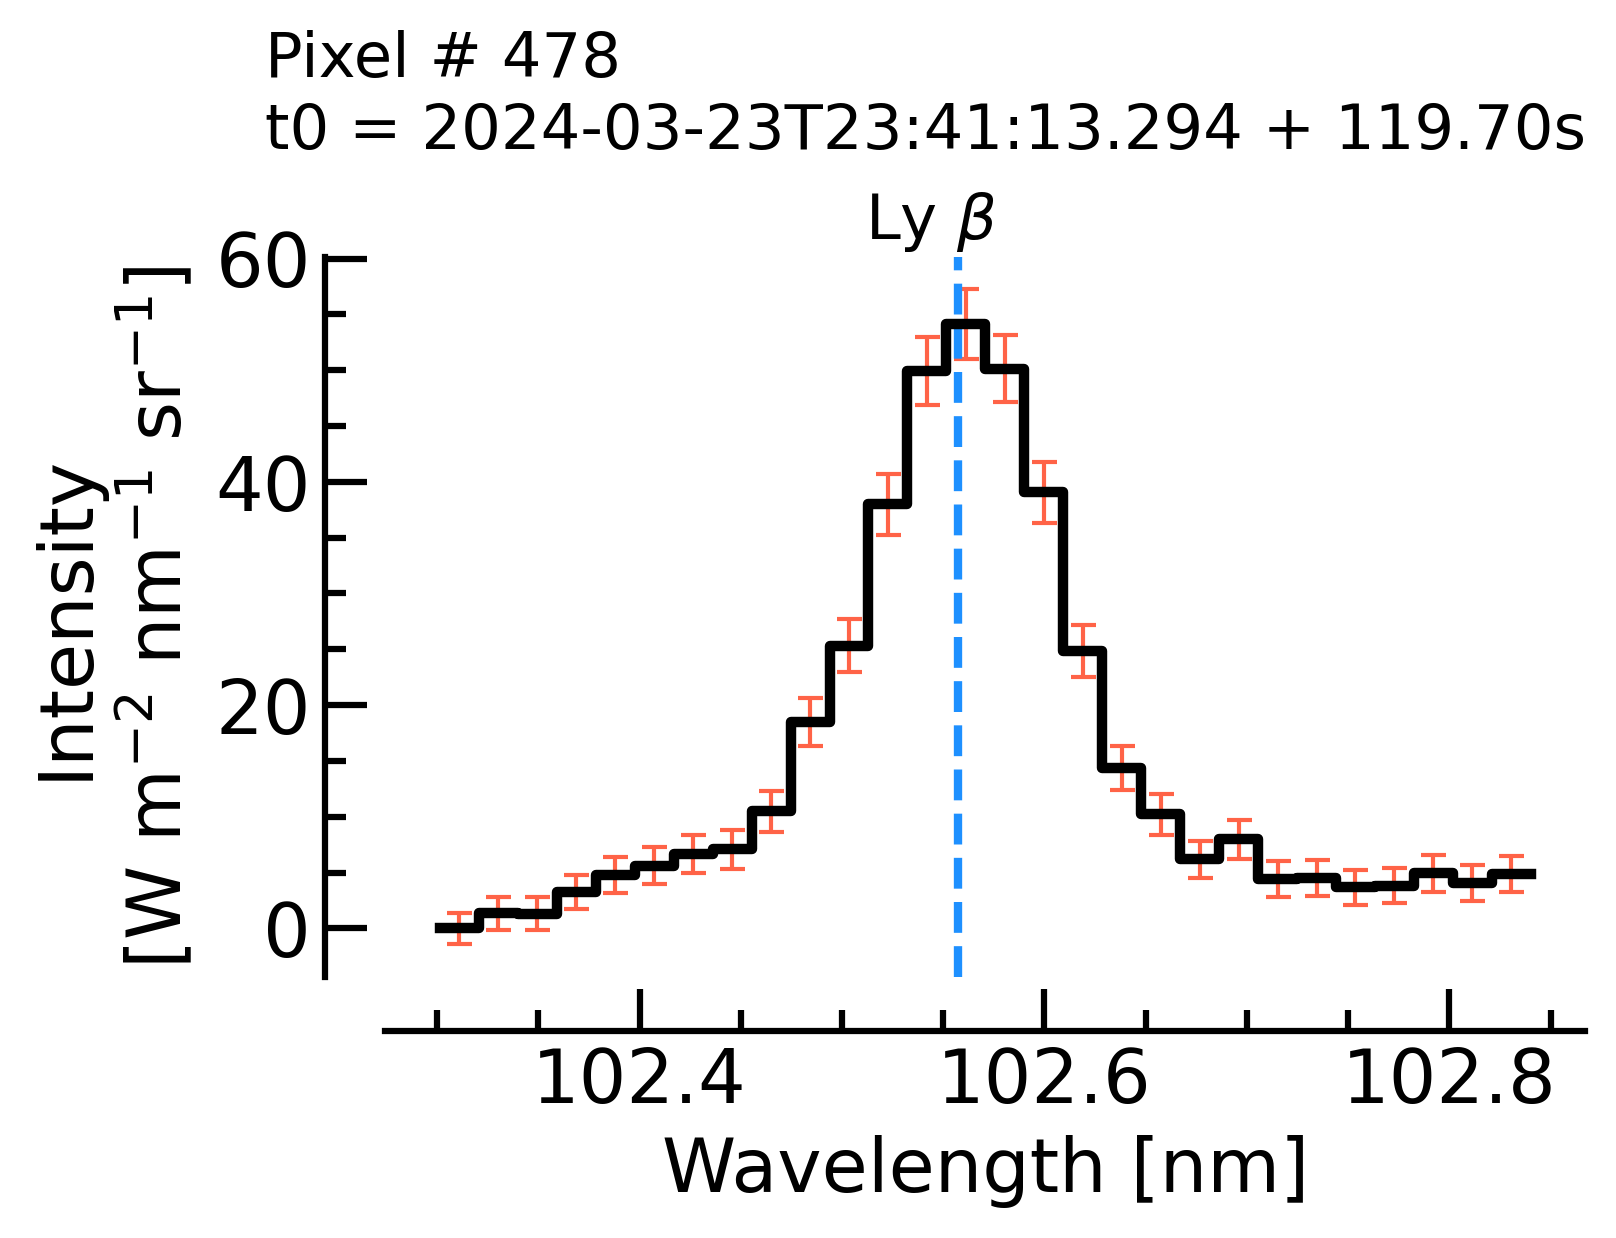 Pixel # 478
t0 = 2024-03-23T23:41:13.294 + 119.70s
Ly β
60
40
20
0
Intensity
[W m⁻² nm⁻¹ sr⁻¹]
102.4 102.6 102.8
Wavelength [nm]